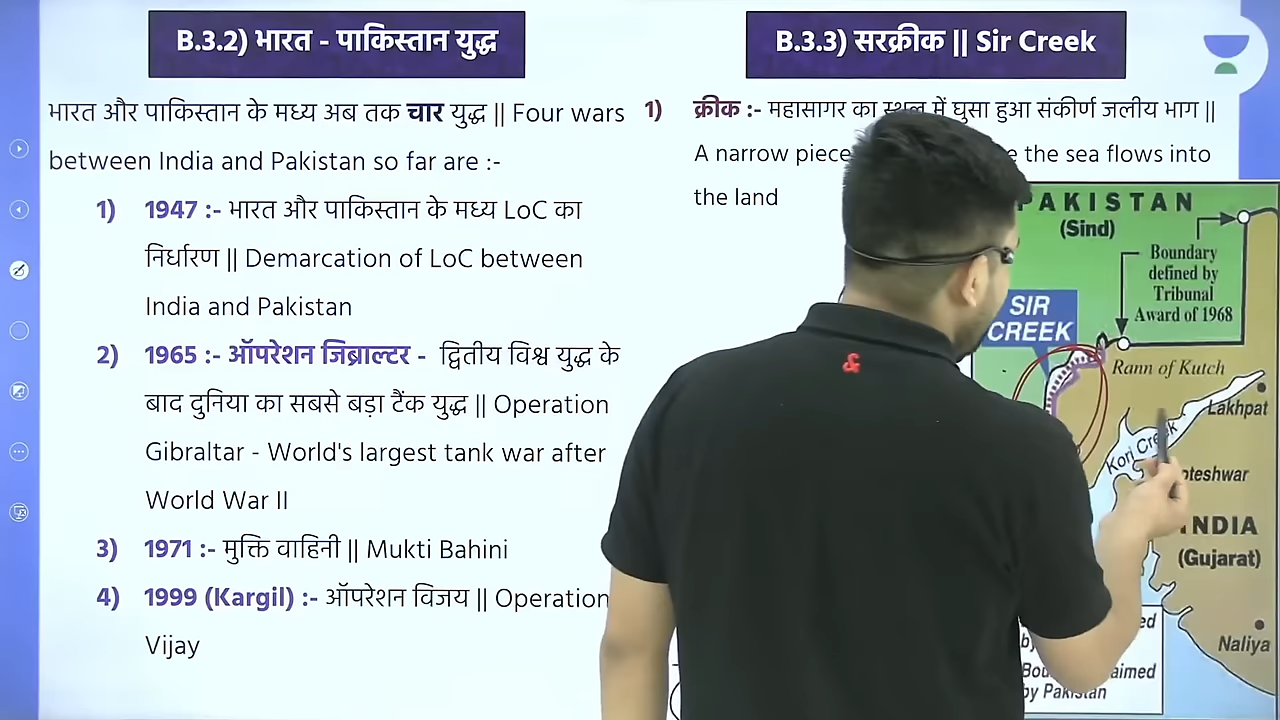 B.3.2) भारत - पाकिस्तान युद्ध
भारत और पाकिस्तान के मध्य अब तक चार युद्ध || Four wars
between India and Pakistan so far are :-
1) 1947 :- भारत और पाकिस्तान के मध्य LoC का
निर्धारण || Demarcation of LoC between
India and Pakistan
2) 1965 :- ऑपरेशन जिब्राल्टर - द्वितीय विश्व युद्ध के
बाद दुनिया का सबसे बड़ा टैंक युद्ध || Operation
Gibraltar - World's largest tank war after
World War II
3) 1971 :- मुक्ति वाहिनी || Mukti Bahini
4) 1999 (Kargil) :- ऑपरेशन विजय || Operation
Vijay
B.3.3) सरक्रीक || Sir Creek
1) क्रीक :- महासागर का स्थल में घुसा हुआ संकीर्ण जलीय भाग ||
A narrow piece the sea flows into
the land
PAKISTAN
(Sind)
Boundary
defined by
Tribunal
Award of 1968
SIR
CREEK
Rann of Kutch
Lakhpat
Kori Creek
INDIA
(Gujarat)
Naliya
by Pakistan